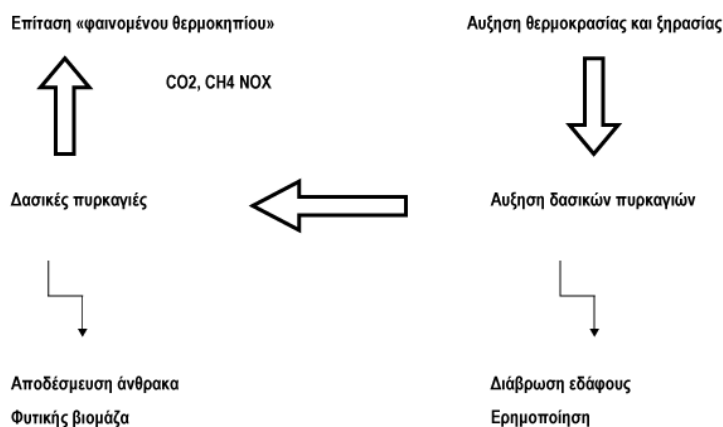 Επίταση «φαινομένου θερμοκηπίου»
Αυξηση θερμοκρασίας και ξηρασίας
CO2, CH4 NOX
Δασικές πυρκαγιές
Αυξηση δασικών πυρκαγιών
Αποδέσμευση άνθρακα
Φυτικής βιομάζα
Διάβρωση εδάφους
Ερημοποίηση